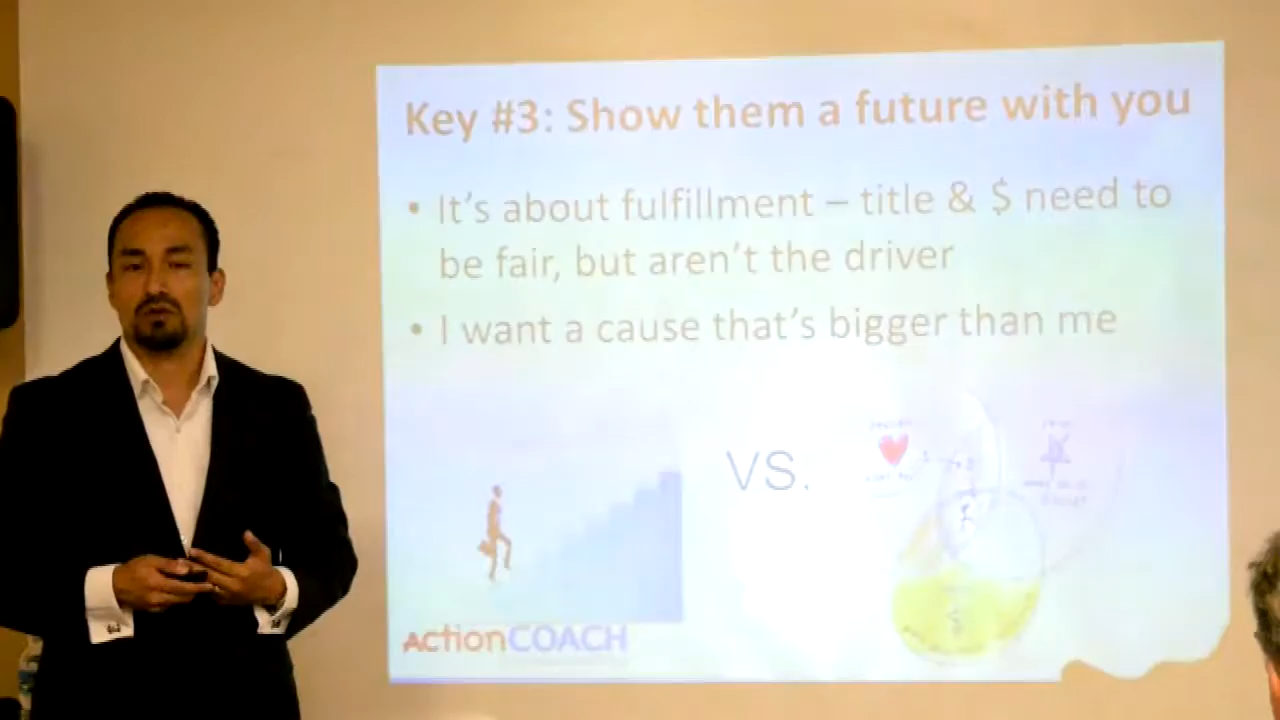 Key #3: Show them a future with you
• It's about fulfillment – title & $ need to
be fair, but aren't the driver
• I want a cause that's bigger than me
VS.
ActionCOACH